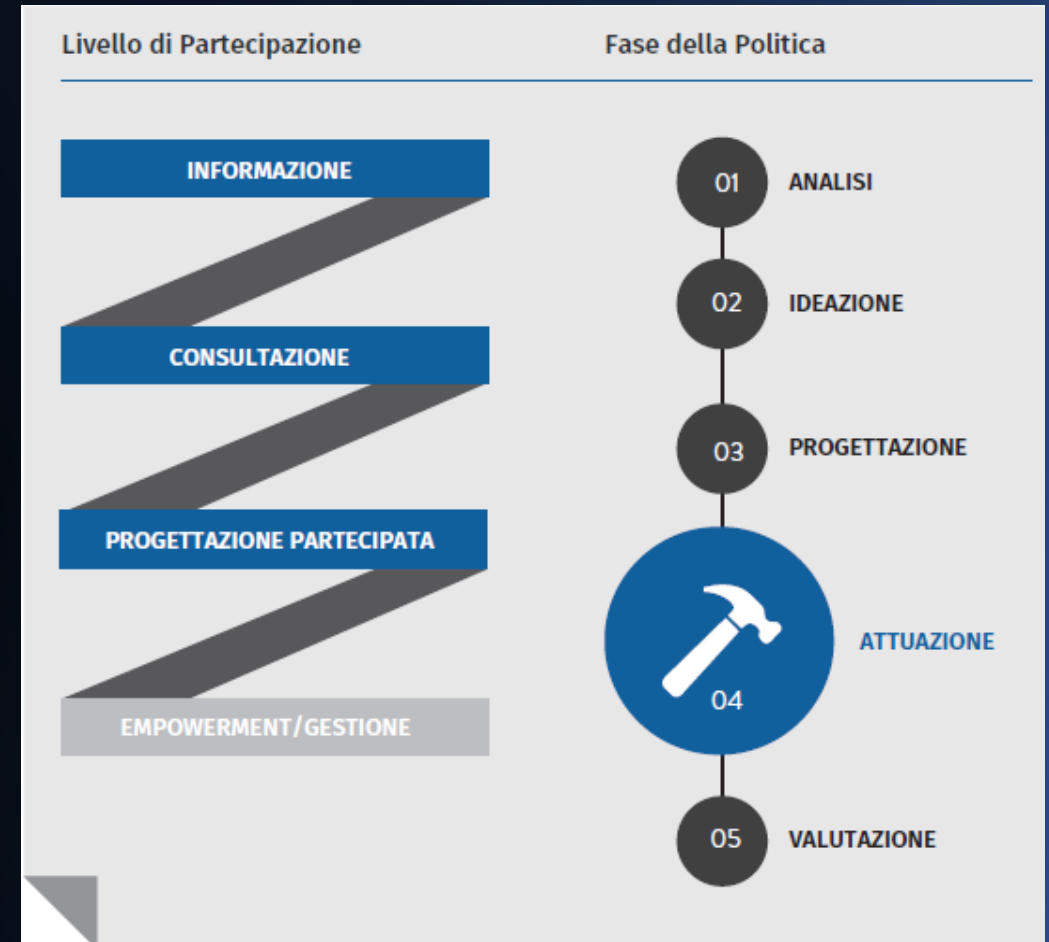 Livello di Partecipazione
Fase della Politica
INFORMAZIONE
CONSULTAZIONE
PROGETTAZIONE PARTECIPATA
EMPOWERMENT/GESTIONE
01 ANALISI
02 IDEAZIONE
03 PROGETTAZIONE
04 ATTUAZIONE
05 VALUTAZIONE